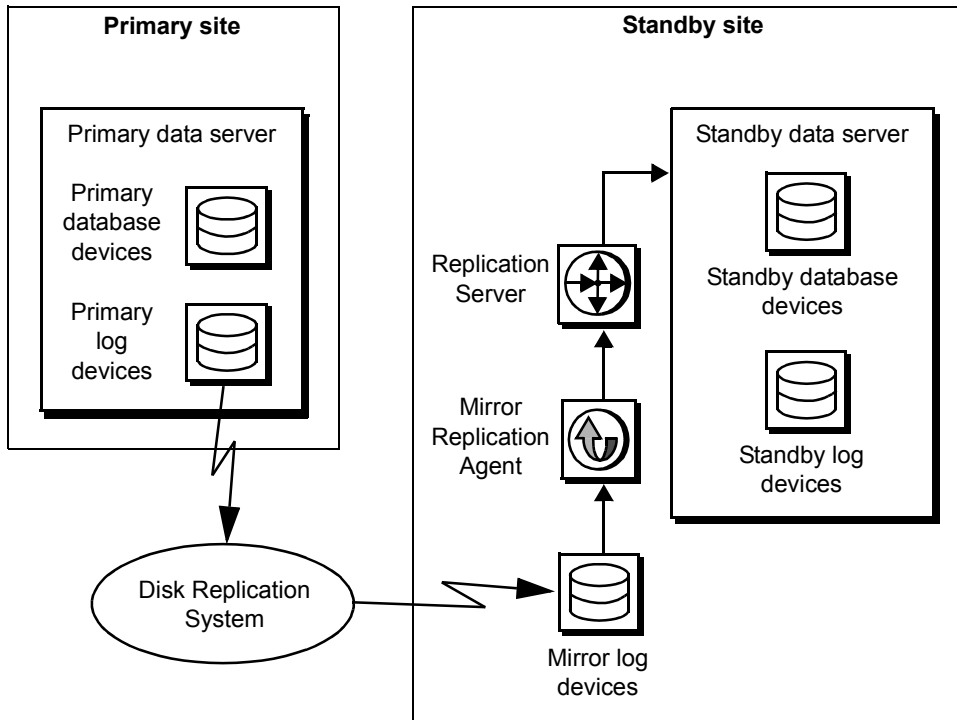 Primary site
Primary data server
Primary
database
devices
Primary
log
devices
Disk Replication
System
Standby site
Standby data server
Standby database
devices
Standby log
devices
Replication
Server
Mirror
Replication
Agent
Mirror log
devices